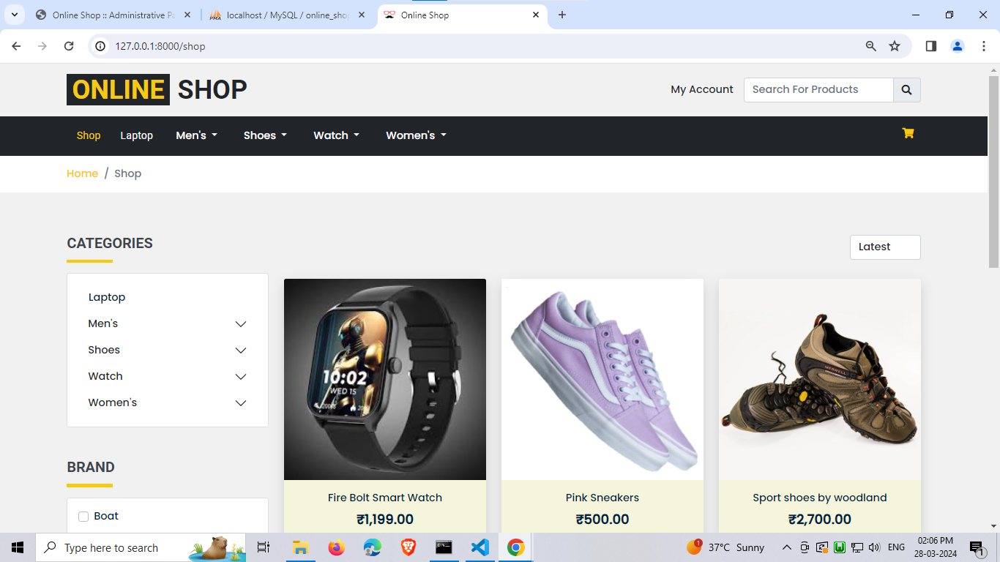 Online Shop :: Administrative Pa
localhost / MySQL / online_shop
Online Shop
127.0.0.1:8000/shop
ONLINE SHOP
My Account
Search For Products
Shop
Laptop
Men's
Shoes
Watch
Women's
Home / Shop
CATEGORIES
Latest
Laptop
Men's
Shoes
Watch
Women's
BRAND
Boat
10:02
WED 15
MERRELL
Fire Bolt Smart Watch
₹1,199.00
Pink Sneakers
₹500.00
Sport shoes by woodland
₹2,700.00
Type here to search
1
37°C Sunny
ENG
02:06 PM
28-03-2024
1